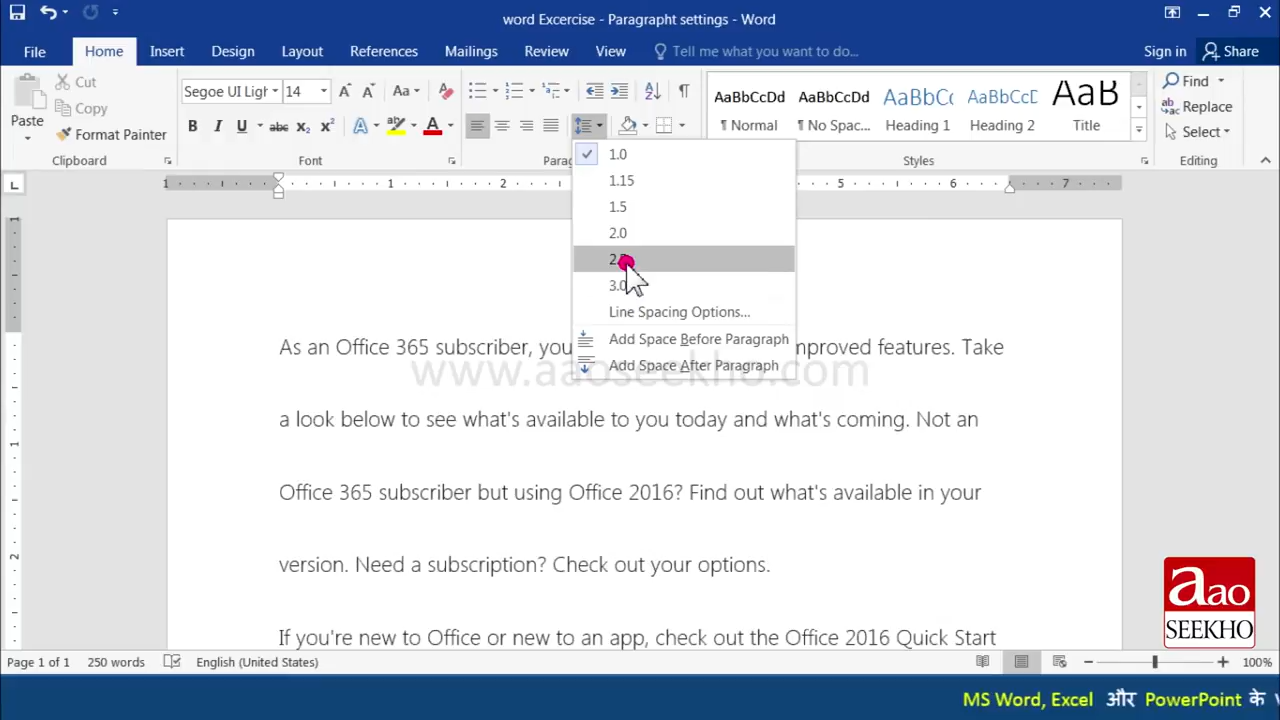 word Excercise - Paragrapht settings - Word
File Home Insert Design Layout References Mailings Review View Tell me what you want to do... Sign in Share
Cut
Copy
Paste
Format Painter
Clipboard
Segoe UI Ligh 14
Font
AaBbCcDd AaBbCcDd AaBbCc AaBbCcD AaB
¶ Normal ¶ No Spac... Heading 1 Heading 2 Title
Styles
Find
Replace
Select
Editing
1.0
1.15
1.5
2.0
3.0
Line Spacing Options...
Add Space Before Paragraph
Add Space After Paragraph
As an Office 365 subscriber, you mproved features. Take
www.aaoseekho.com
a look below to see what's available to you today and what's coming. Not an
Office 365 subscriber but using Office 2016? Find out what's available in your
version. Need a subscription? Check out your options.
If you're new to Office or new to an app, check out the Office 2016 Quick Start
aao
SEEKHO
Page 1 of 1 250 words English (United States) 100%
MS Word, Excel और PowerPoint के